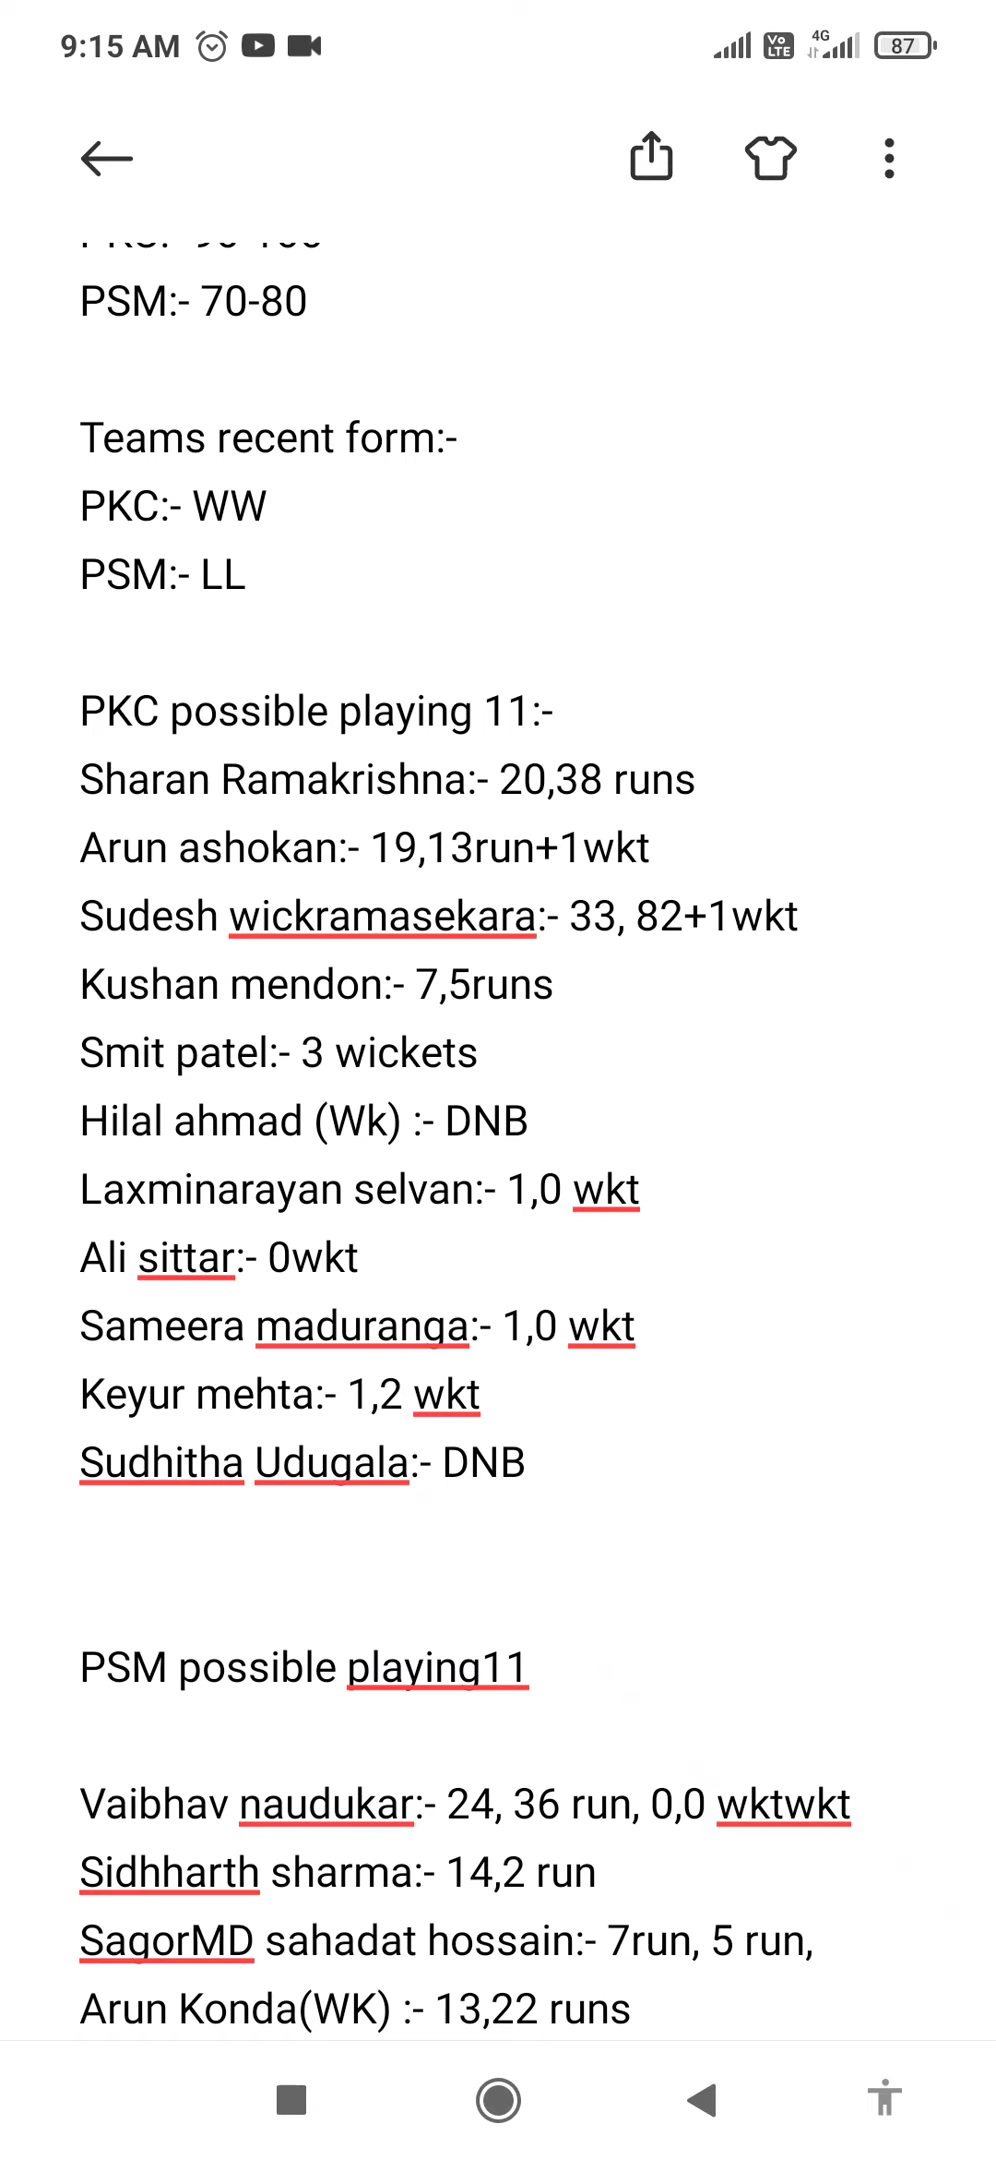 9:15 AM
Vo LTE
4G
87
PSM:- 70-80
Teams recent form:-
PKC:- WW
PSM:- LL
PKC possible playing 11:-
Sharan Ramakrishna:- 20,38 runs
Arun ashokan:- 19,13run+1wkt
Sudesh wickramasekara:- 33, 82+1wkt
Kushan mendon:- 7,5runs
Smit patel:- 3 wickets
Hilal ahmad (Wk) :- DNB
Laxminarayan selvan:- 1,0 wkt
Ali sittar:- 0wkt
Sameera maduranga:- 1,0 wkt
Keyur mehta:- 1,2 wkt
Sudhitha Udugala:- DNB
PSM possible playing11
Vaibhav naudukar:- 24, 36 run, 0,0 wktwkt
Sidhharth sharma:- 14,2 run
SagorMD sahadat hossain:- 7run, 5 run,
Arun Konda(WK) :- 13,22 runs